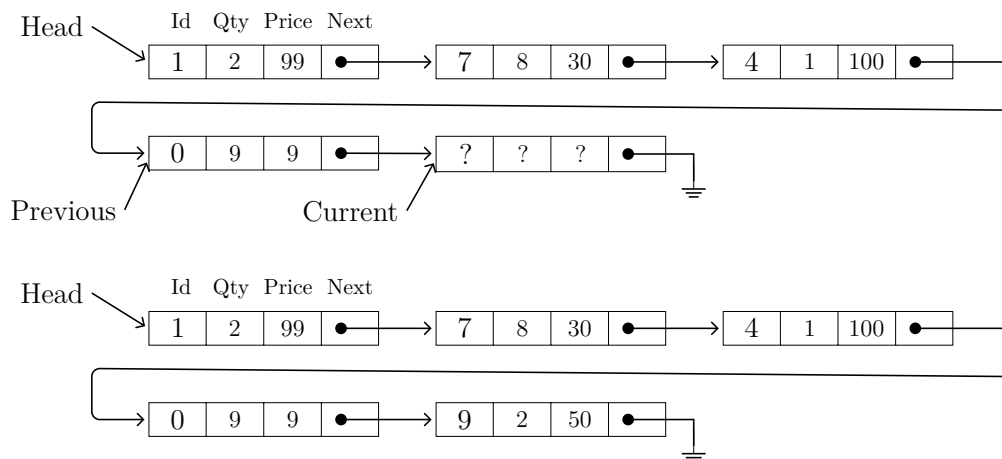 Id Qty Price Next
Head
1 2 99 7 8 30 4 1 100
0 9 9 ? ? ?
Previous Current
Id Qty Price Next
Head
1 2 99 7 8 30 4 1 100
0 9 9 9 2 50